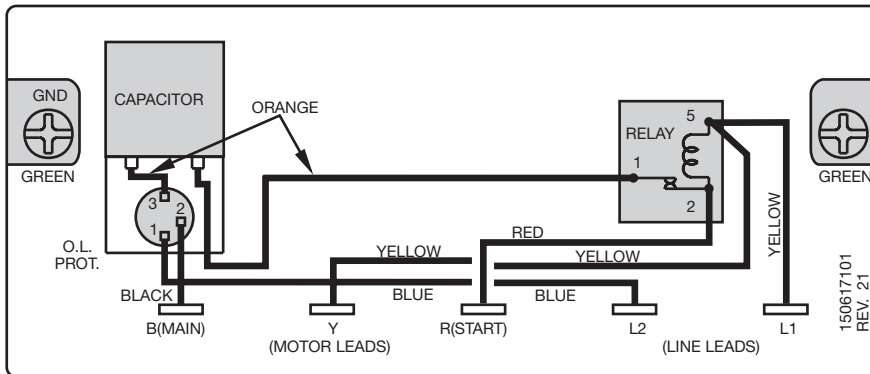 GND
CAPACITOR
ORANGE
GREEN
3
2
1
O.L.
PROT.
RELAY
5
1
2
GREEN
RED
YELLOW
YELLOW
YELLOW
BLACK
BLUE
BLUE
B(MAIN)
Y
R(START)
L2
L1
(MOTOR LEADS)
(LINE LEADS)
150617101
REV. 21